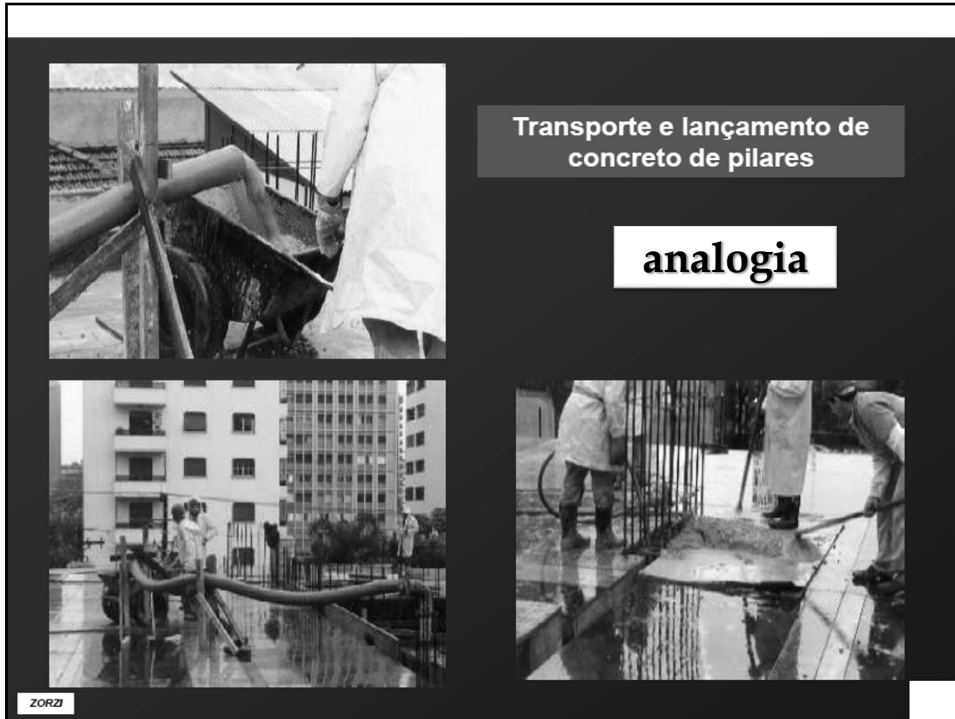 Transporte e lançamento de
concreto de pilares
analogia
ZORZI